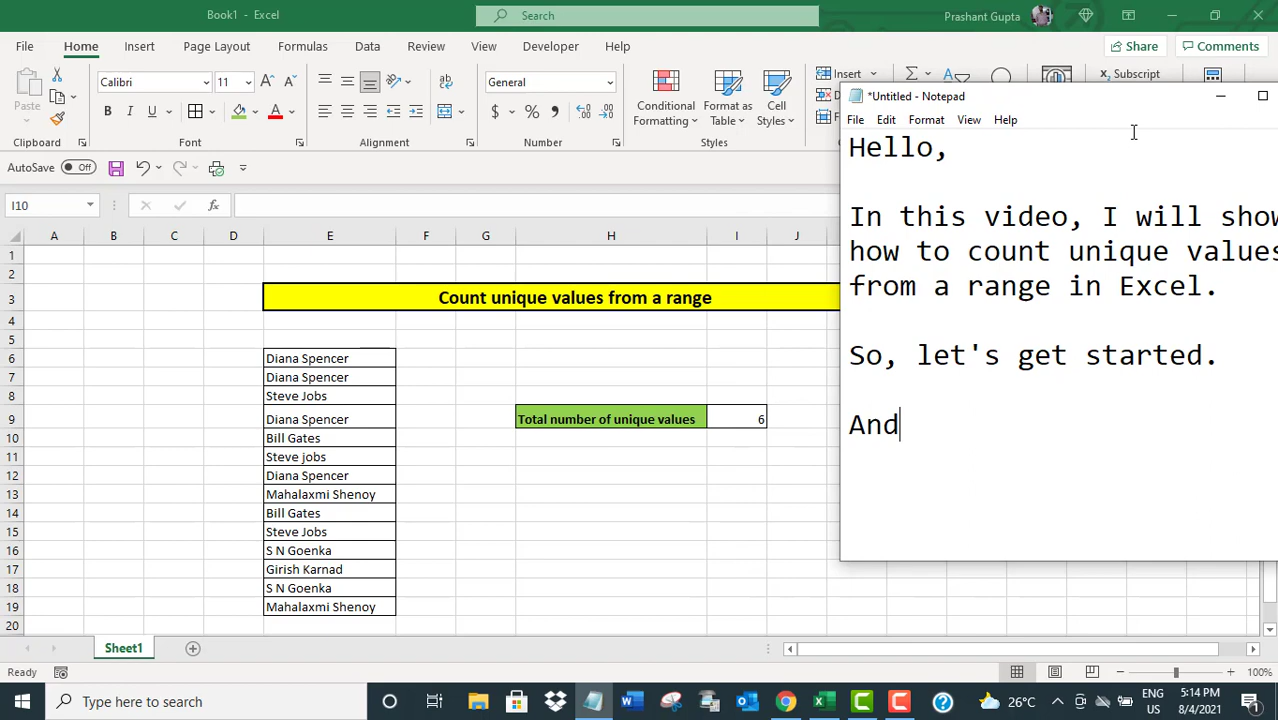 Book1 - Excel
Search
Prashant Gupta
File
Home
Insert
Page Layout
Formulas
Data
Review
View
Developer
Help
Share
Comments
Paste
Calibri
11
B
I
U
A
General
$
%
Conditional
Formatting
Format as
Table
Cell
Styles
Insert
Subscript
Clipboard
Font
Alignment
Number
Styles
AutoSave
Off
I10
A
B
C
D
E
F
G
H
I
J
1
2
3 Count unique values from a range
4
5
6 Diana Spencer
7 Diana Spencer
8 Steve Jobs
9 Diana Spencer Total number of unique values 6
10 Bill Gates
11 Steve jobs
12 Diana Spencer
13 Mahalaxmi Shenoy
14 Bill Gates
15 Steve Jobs
16 S N Goenka
17 Girish Karnad
18 S N Goenka
19 Mahalaxmi Shenoy
20
*Untitled - Notepad
File
Edit
Format
View
Help
Hello,
In this video, I will show
how to count unique values
from a range in Excel.
So, let's get started.
And
Sheet1
Ready
100%
Type here to search
26°C
ENG
US
5:14 PM
8/4/2021
1